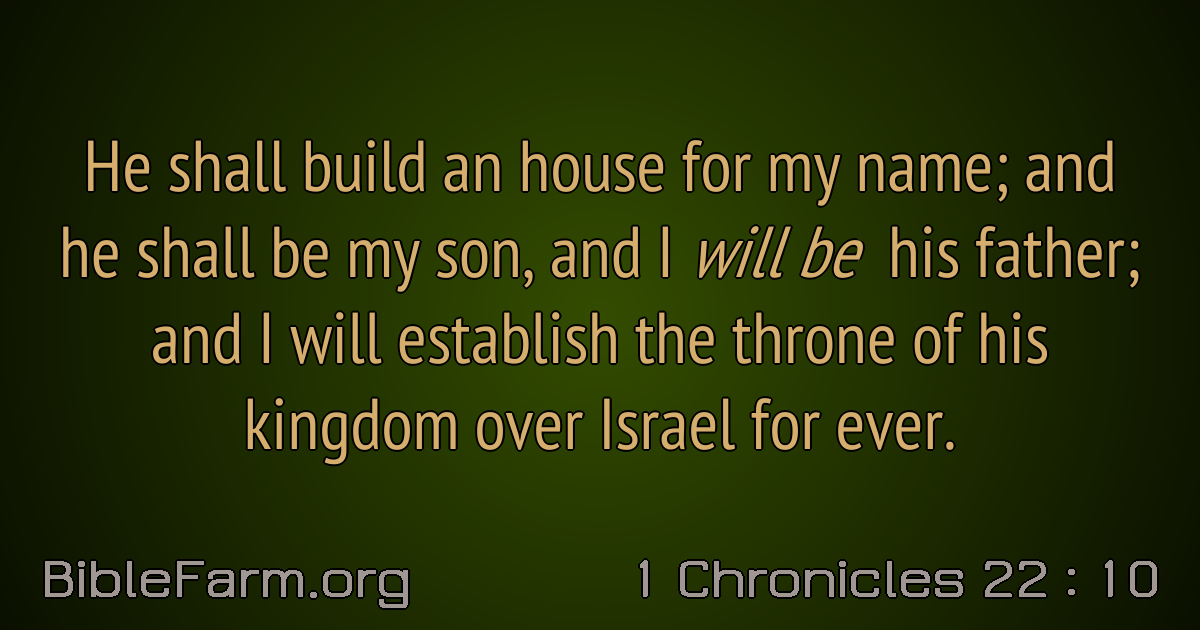 He shall build an house for my name; and
he shall be my son, and I will be his father;
and I will establish the throne of his
kingdom over Israel for ever.
BibleFarm.org
1 Chronicles 22 : 10